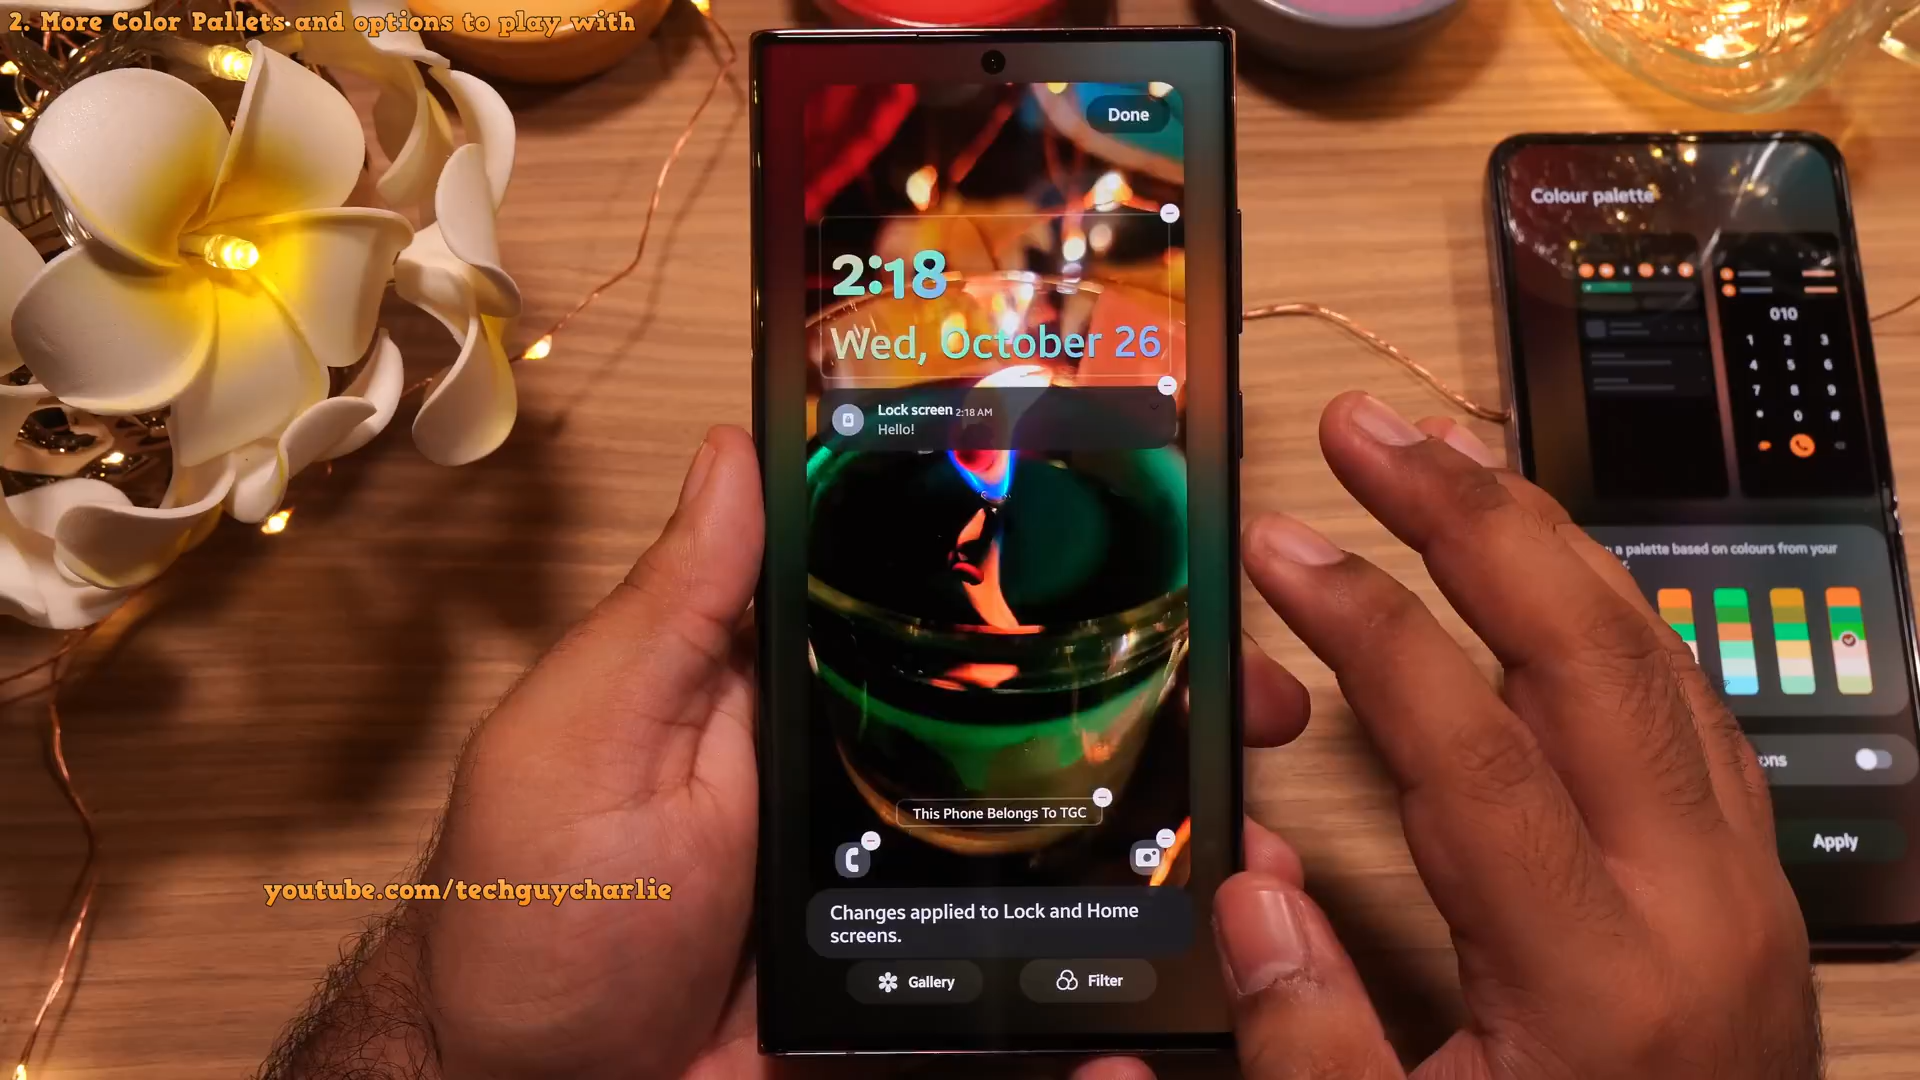 2. More Color Pallets and options to play with
Done
2:18
Wed, October 26
Lock screen 2:18 AM
Hello!
This Phone Belongs To TGC
Changes applied to Lock and Home
screens.
Gallery
Filter
youtube.com/techguycharlie
Colour palette
010
1 2 3
4 5 6
7 8 9
* 0 #
a palette based on colours from your
Apply